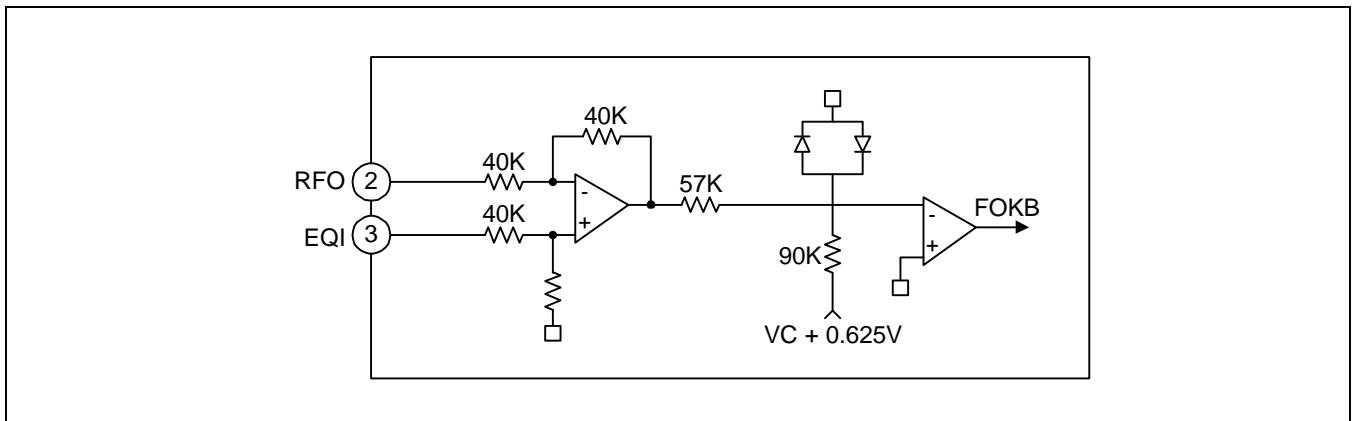 40K
40K
RFO 2
-
57K
40K
+
EQI 3
-
FOKB
+
90K
VC + 0.625V